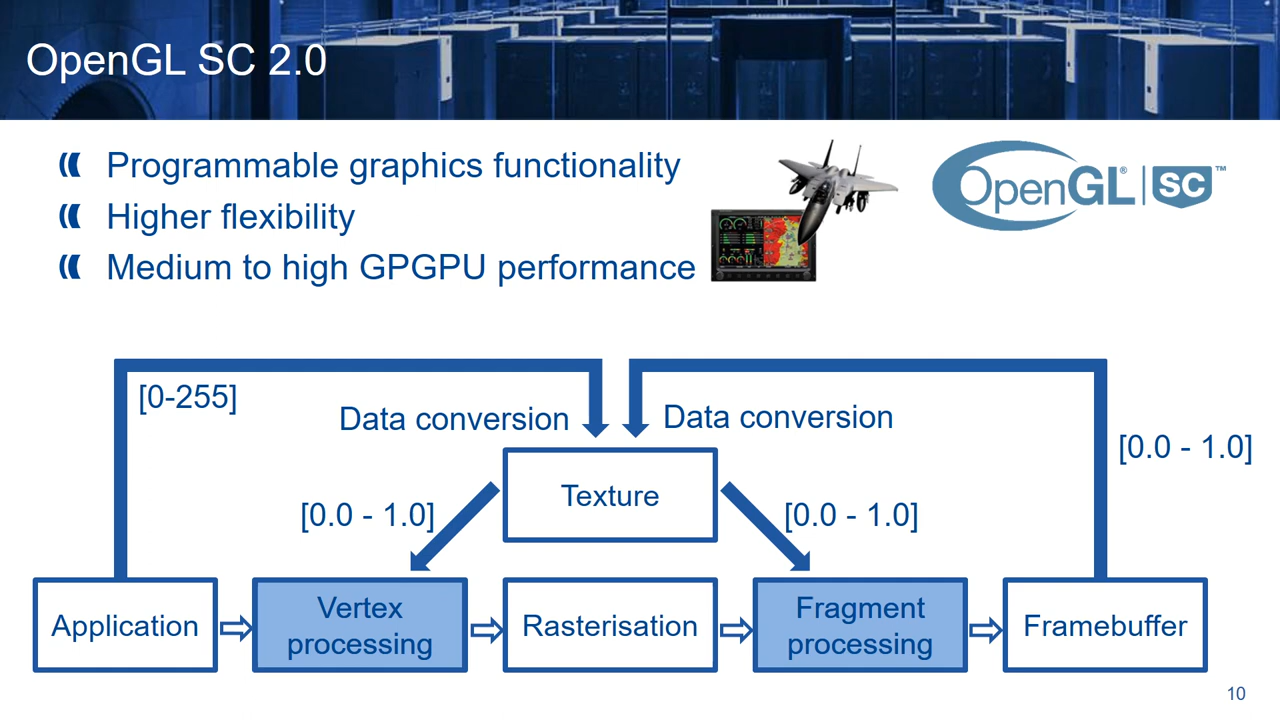 OpenGL SC 2.0
Programmable graphics functionality
Higher flexibility
Medium to high GPGPU performance
OpenGL® | SC™
[0-255]
Data conversion
Data conversion
[0.0 - 1.0]
Texture
[0.0 - 1.0]
[0.0 - 1.0]
Application
Vertex
processing
Rasterisation
Fragment
processing
Framebuffer
10